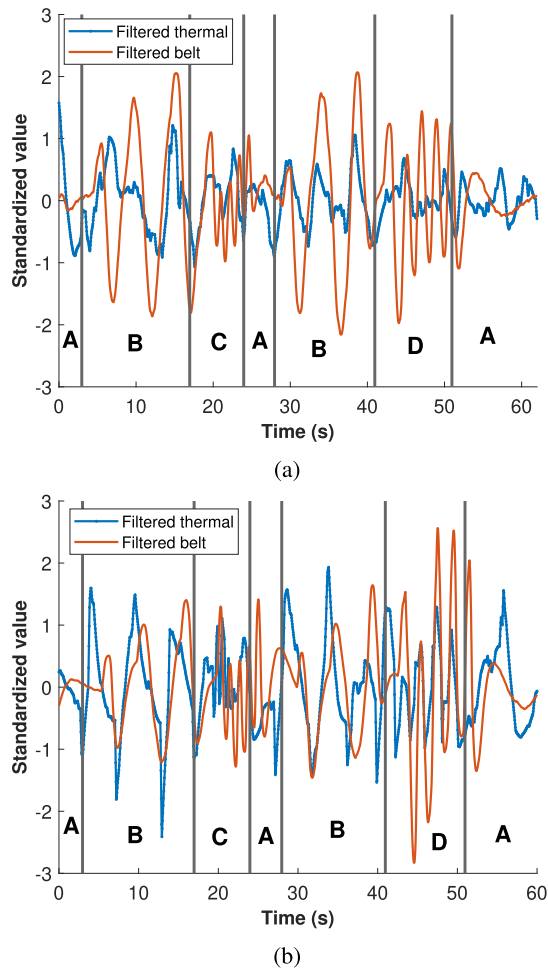 Filtered thermal
Filtered belt
3
2
1
0
-1
-2
-3
Standardized value
A B C A B D A
0 10 20 30 40 50 60
Time (s)
(a)
Filtered thermal
Filtered belt
3
2
1
0
-1
-2
-3
Standardized value
A B C A B D A
0 10 20 30 40 50 60
Time (s)
(b)